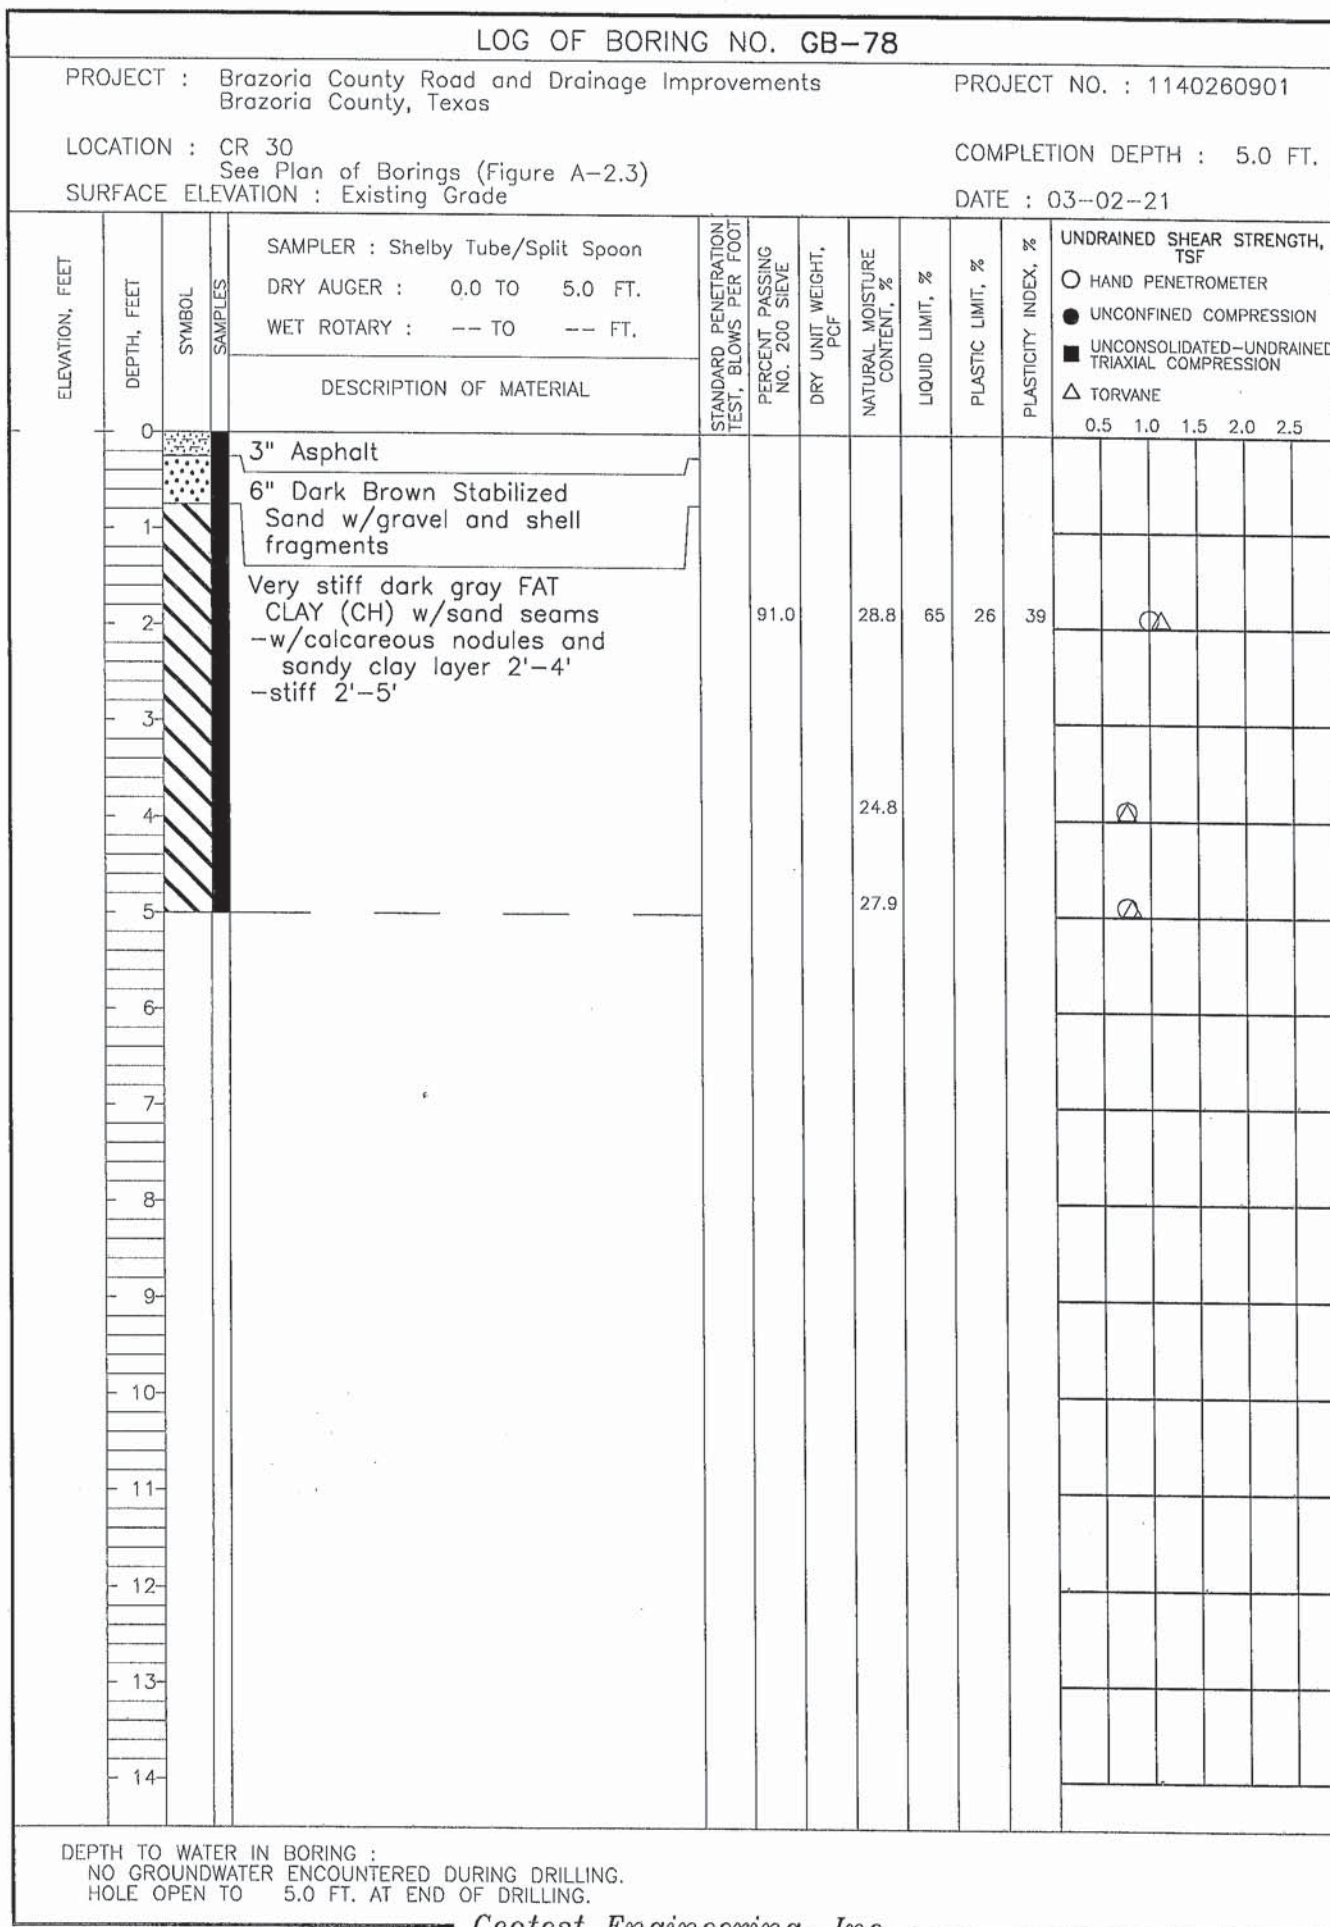 LOG OF BORING NO. GB-78
PROJECT : Brazoria County Road and Drainage Improvements
Brazoria County, Texas
PROJECT NO. : 1140260901
LOCATION : CR 30
See Plan of Borings (Figure A-2.3)
COMPLETION DEPTH : 5.0 FT.
SURFACE ELEVATION : Existing Grade
DATE : 03-02-21
ELEVATION, FEET
DEPTH, FEET
SYMBOL
SAMPLES
SAMPLER : Shelby Tube/Split Spoon
DRY AUGER : 0.0 TO 5.0 FT.
WET ROTARY : -- TO -- FT.
DESCRIPTION OF MATERIAL
STANDARD PENETRATION
TEST, BLOWS PER FOOT
PERCENT PASSING
NO. 200 SIEVE
DRY UNIT WEIGHT,
PCF
NATURAL MOISTURE
CONTENT, %
LIQUID LIMIT, %
PLASTIC LIMIT, %
PLASTICITY INDEX, %
UNDRAINED SHEAR STRENGTH,
TSF
HAND PENETROMETER
UNCONFINED COMPRESSION
UNCONSOLIDATED-UNDRAINED
TRIAXIAL COMPRESSION
TORVANE
0.5 1.0 1.5 2.0 2.5
0
3" Asphalt
6" Dark Brown Stabilized
Sand w/gravel and shell
fragments
1
Very stiff dark gray FAT
CLAY (CH) w/sand seams
-w/calcareous nodules and
sandy clay layer 2'-4'
-stiff 2'-5'
2
91.0 28.8 65 26 39
3
4
24.8
5
27.9
6
7
8
9
10
11
12
13
14
DEPTH TO WATER IN BORING :
NO GROUNDWATER ENCOUNTERED DURING DRILLING.
HOLE OPEN TO 5.0 FT. AT END OF DRILLING.
Geotest Engineering, Inc.